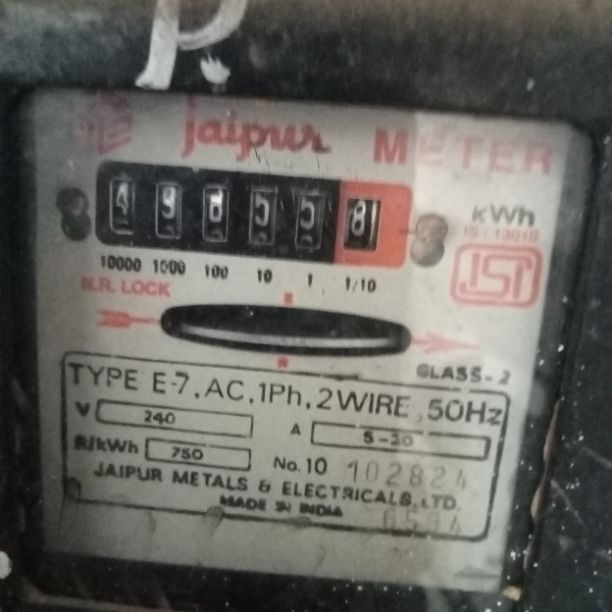 Jaipur METER
4 9 8 5 5 8
kWh
IS:13010
10000 1000 100 10 1 1/10
N.R. LOCK
ISI
CLASS-2
TYPE E-7, AC, 1Ph, 2WIRE, 50Hz
V 240 A 5-20
R/kWh 750 No. 10 102824
JAIPUR METALS & ELECTRICALS, LTD.
MADE IN INDIA 0594